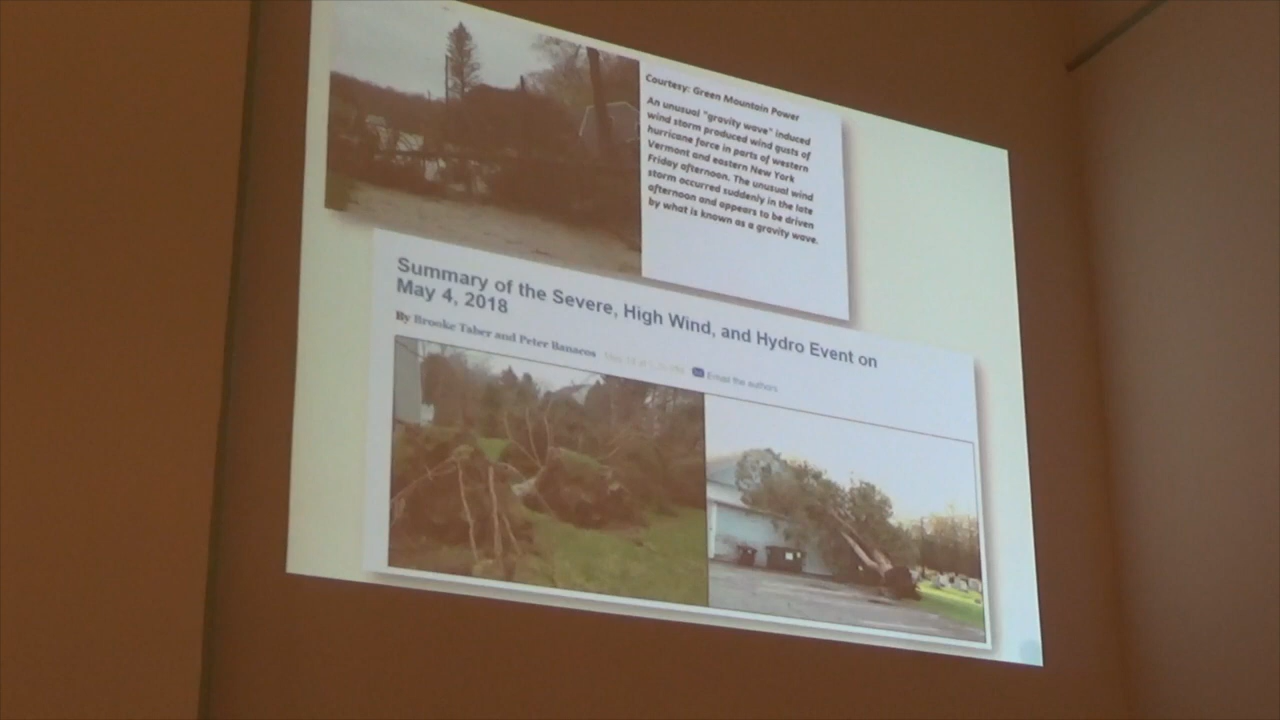 Courtesy: Green Mountain Power
An unusual "gravity wave" induced
wind storm produced wind gusts of
hurricane force in parts of western
Vermont and eastern New York
Friday afternoon. The unusual wind
storm occurred suddenly in the late
afternoon and appears to be driven
by what is known as a gravity wave.
Summary of the Severe, High Wind, and Hydro Event on
May 4, 2018
By Brooke Taber and Peter Banacos
Email the authors